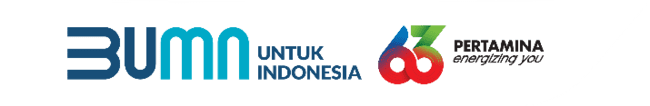 BUMN UNTUK
INDONESIA
63 PERTAMINA
energizing you